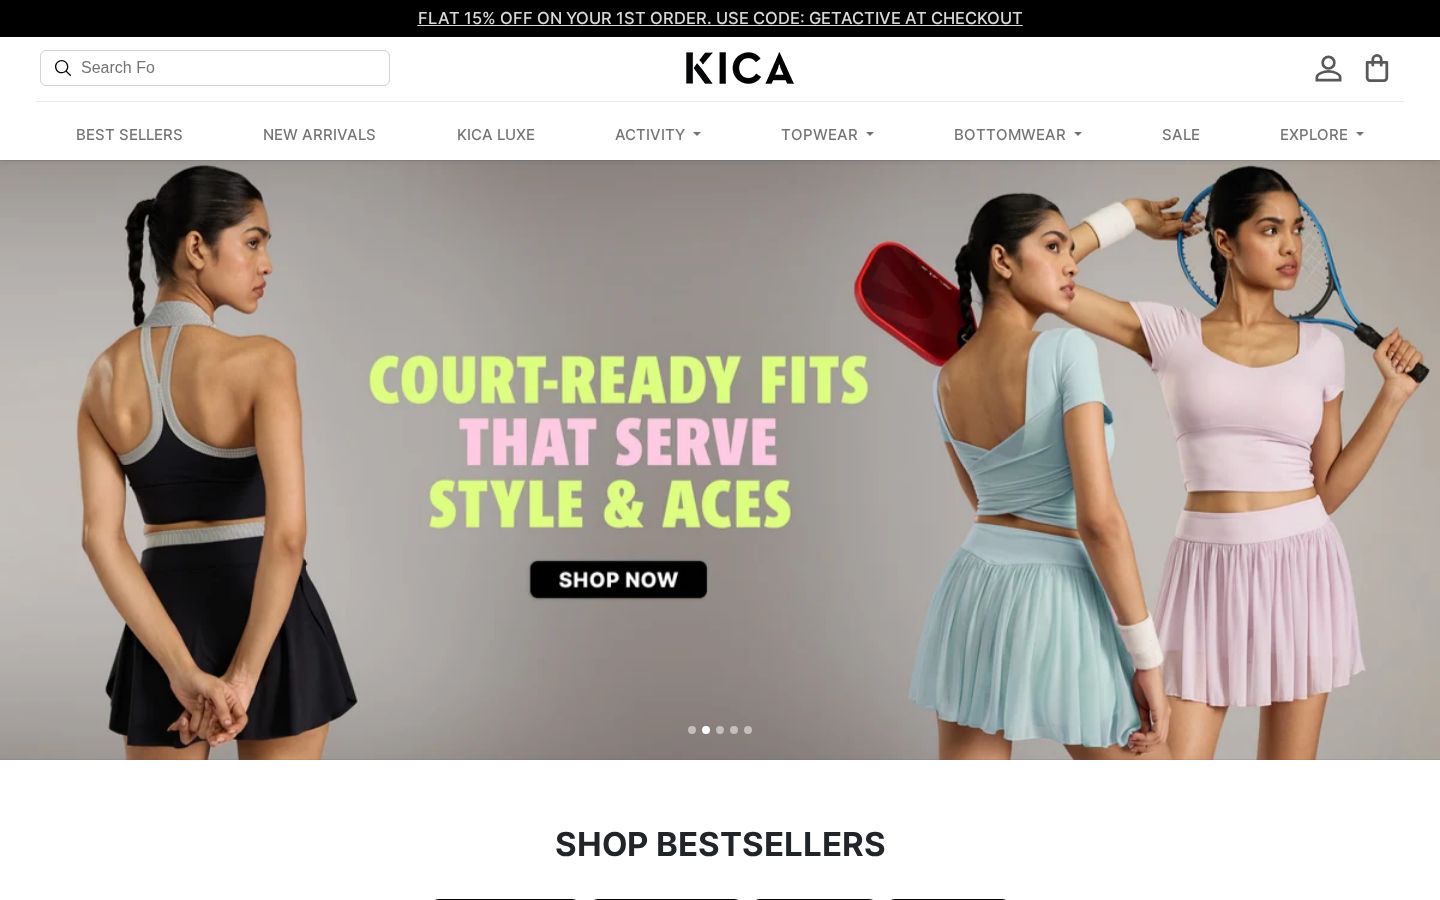 FLAT 15% OFF ON YOUR 1ST ORDER. USE CODE: GETACTIVE AT CHECKOUT
Search Fo
KICA
BEST SELLERS
NEW ARRIVALS
KICA LUXE
ACTIVITY
TOPWEAR
BOTTOMWEAR
SALE
EXPLORE
COURT-READY FITS
THAT SERVE
STYLE & ACES
SHOP NOW
SHOP BESTSELLERS